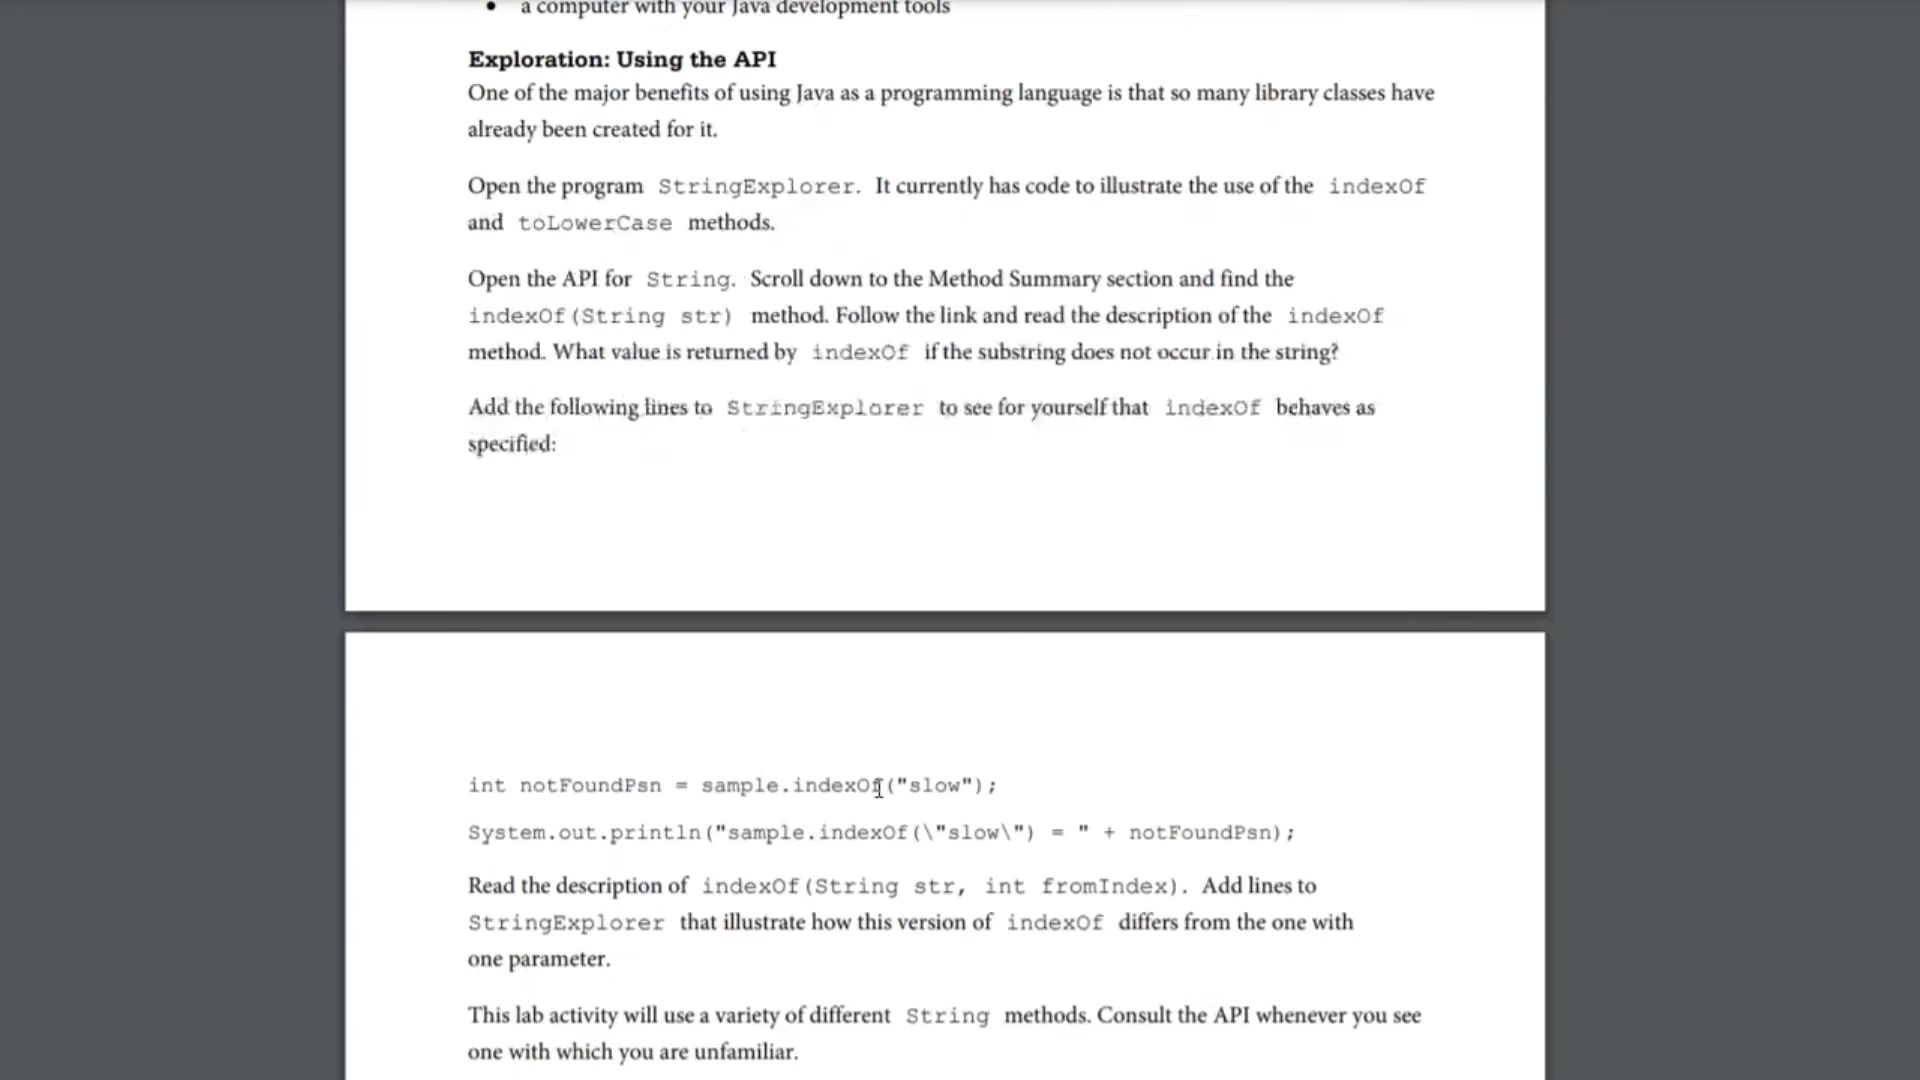 • a computer with your Java development tools
Exploration: Using the API
One of the major benefits of using Java as a programming language is that so many library classes have
already been created for it.
Open the program StringExplorer. It currently has code to illustrate the use of the indexOf
and toLowerCase methods.
Open the API for String. Scroll down to the Method Summary section and find the
indexOf(String str) method. Follow the link and read the description of the indexOf
method. What value is returned by indexOf if the substring does not occur in the string?
Add the following lines to StringExplorer to see for yourself that indexOf behaves as
specified:
int notFoundPsn = sample.indexOf("slow");
System.out.println("sample.indexOf(\"slow\") = " + notFoundPsn);
Read the description of indexOf(String str, int fromIndex). Add lines to
StringExplorer that illustrate how this version of indexOf differs from the one with
one parameter.
This lab activity will use a variety of different String methods. Consult the API whenever you see
one with which you are unfamiliar.